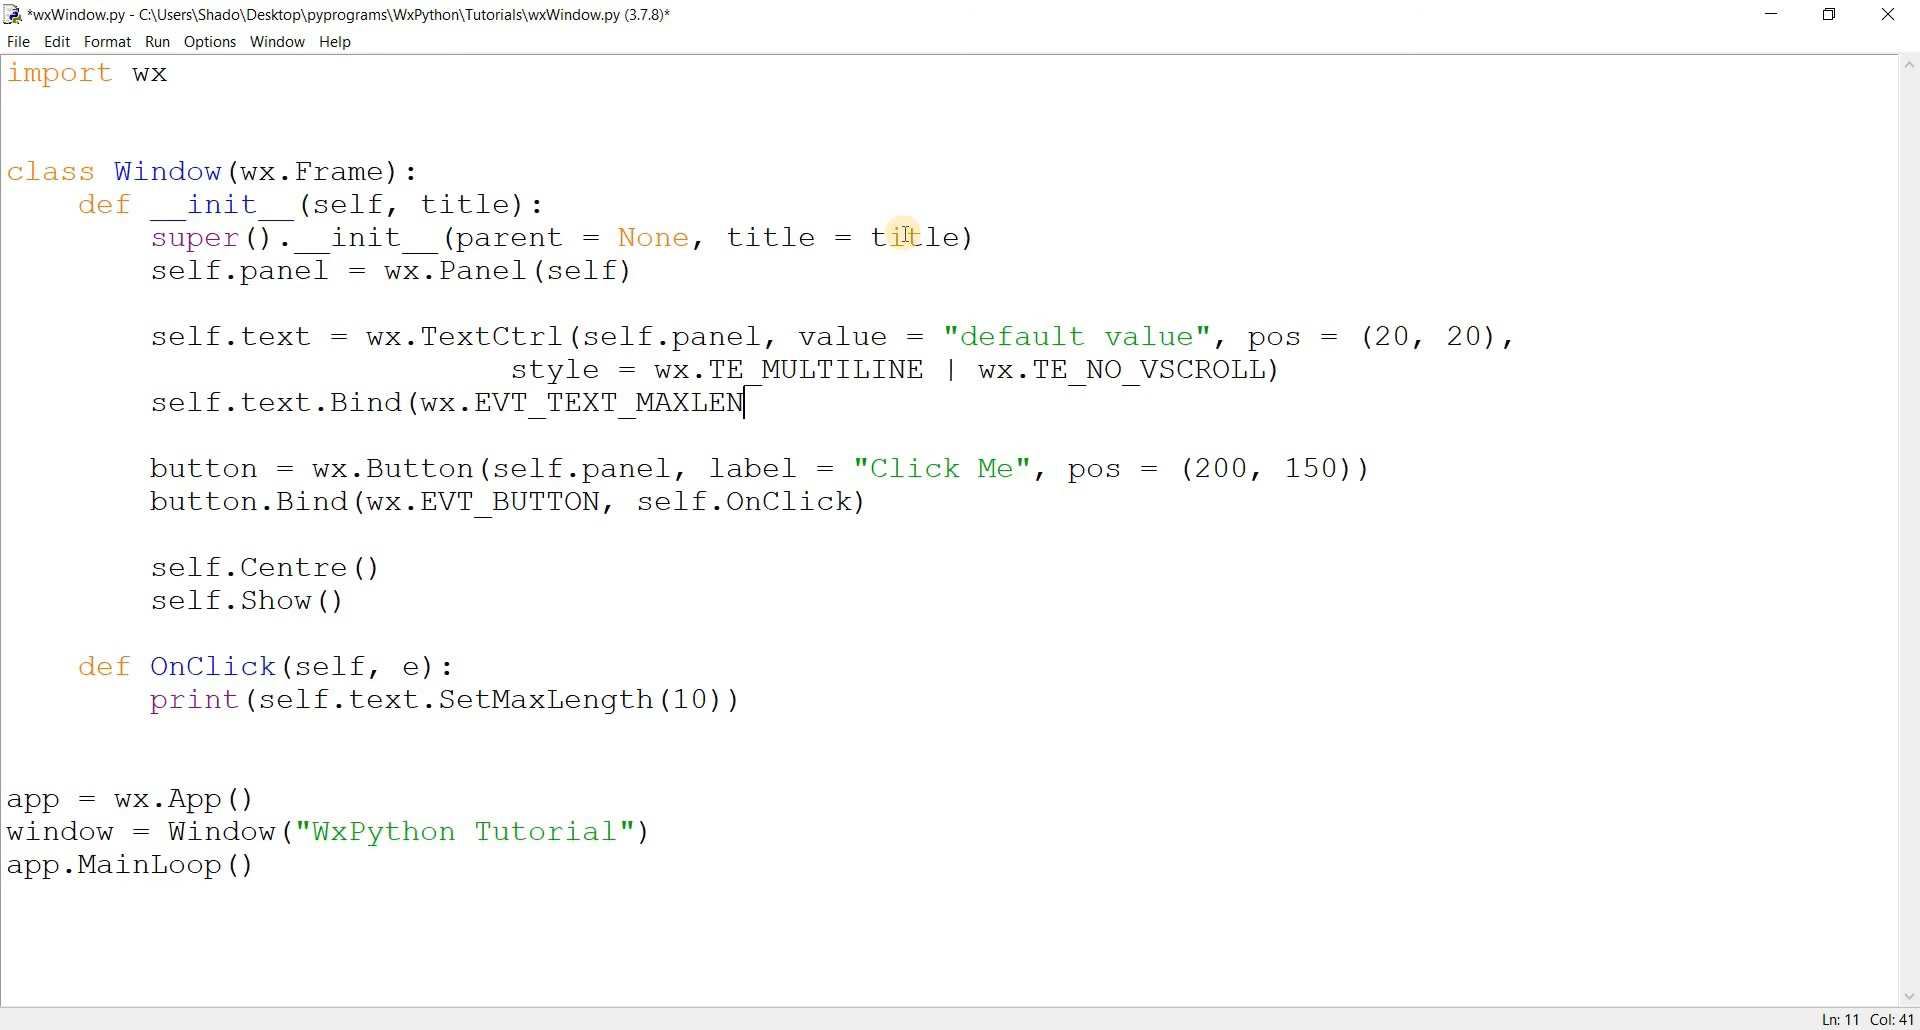 *wxWindow.py - C:\Users\Shado\Desktop\pyprograms\WxPython\Tutorials\wxWindow.py (3.7.8)*
File Edit Format Run Options Window Help
import wx
class Window(wx.Frame):
    def __init__(self, title):
        super().__init__(parent = None, title = title)
        self.panel = wx.Panel(self)
        self.text = wx.TextCtrl(self.panel, value = "default value", pos = (20, 20),
                            style = wx.TE_MULTILINE | wx.TE_NO_VSCROLL)
        self.text.Bind(wx.EVT_TEXT_MAXLEN
        button = wx.Button(self.panel, label = "Click Me", pos = (200, 150))
        button.Bind(wx.EVT_BUTTON, self.OnClick)
        self.Centre()
        self.Show()
    def OnClick(self, e):
        print(self.text.SetMaxLength(10))
app = wx.App()
window = Window("WxPython Tutorial")
app.MainLoop()
Ln: 11 Col: 41